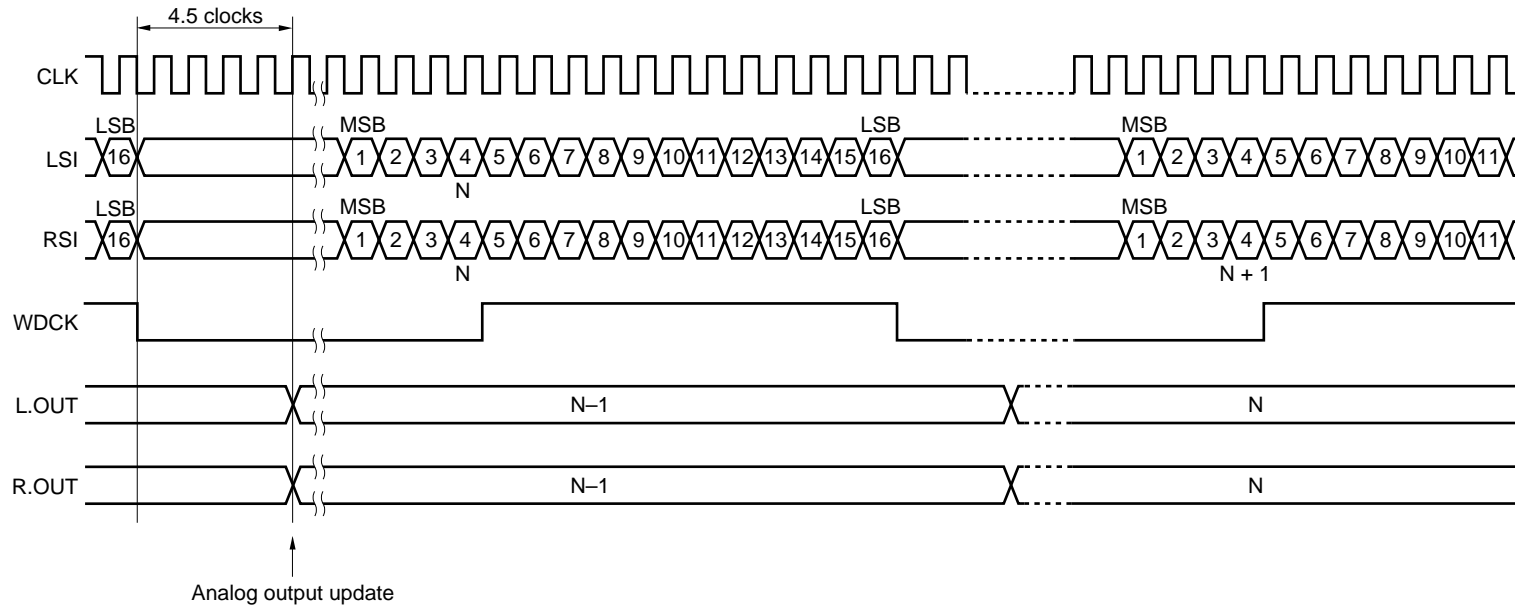 4.5 clocks
CLK
LSB MSB LSB MSB
LSI 16 1 2 3 4 5 6 7 8 9 10 11 12 13 14 15 16 1 2 3 4 5 6 7 8 9 10 11
N
LSB MSB LSB MSB
RSI 16 1 2 3 4 5 6 7 8 9 10 11 12 13 14 15 16 1 2 3 4 5 6 7 8 9 10 11
N N + 1
WDCK
L.OUT N–1 N
R.OUT N–1 N
Analog output update